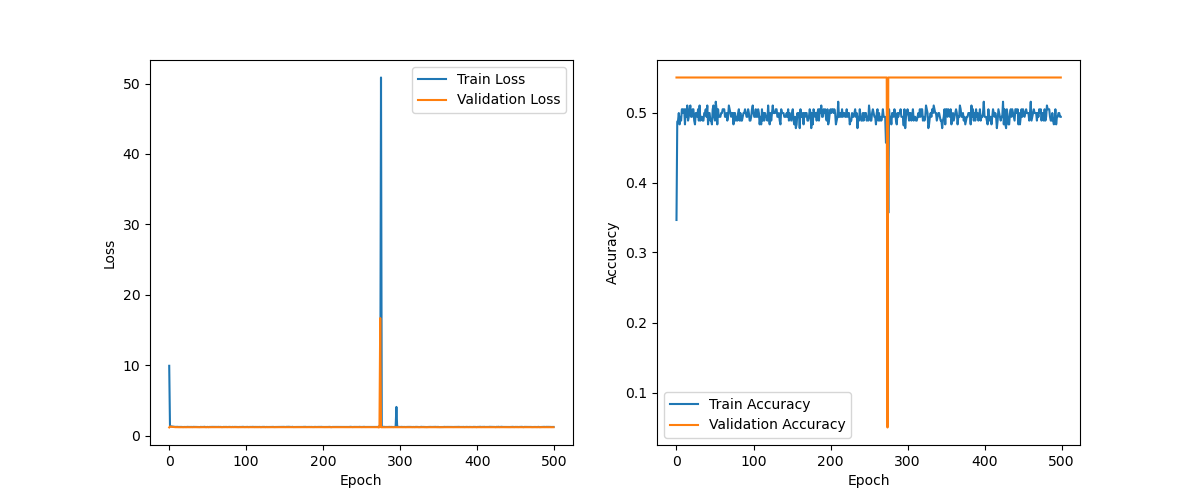 50
40
30
20
10
0
Loss
0 100 200 300 400 500
Epoch
Train Loss
Validation Loss
0.5
0.4
0.3
0.2
0.1
Accuracy
0 100 200 300 400 500
Epoch
Train Accuracy
Validation Accuracy